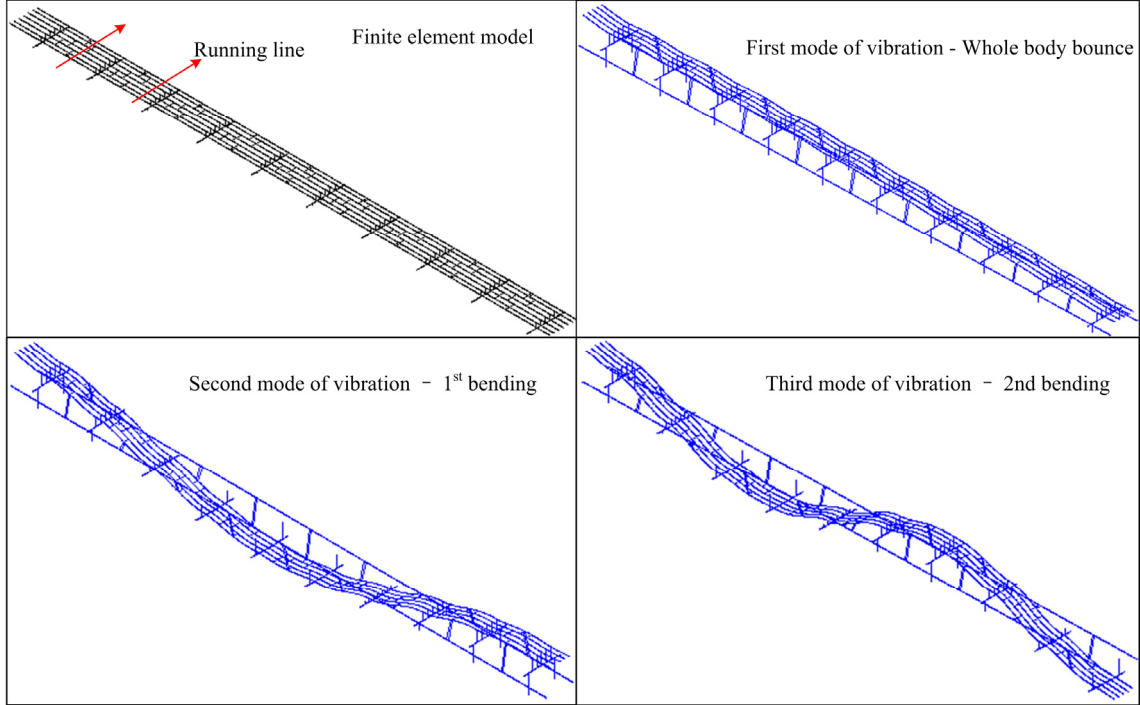 Finite element model
Running line
First mode of vibration - Whole body bounce
Second mode of vibration - 1st bending
Third mode of vibration - 2nd bending